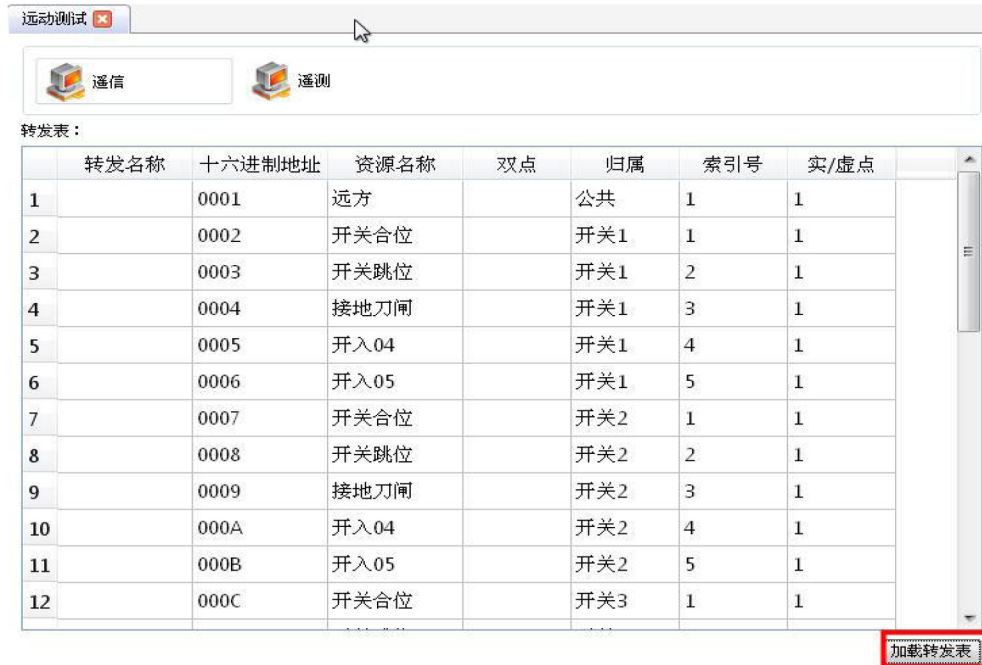 远动测试
遥信 遥测
转发表：
转发名称 十六进制地址 资源名称 双点 归属 索引号 实/虚点
1 0001 远方 公共 1 1
2 0002 开关合位 开关1 1 1
3 0003 开关跳位 开关1 2 1
4 0004 接地刀闸 开关1 3 1
5 0005 开入04 开关1 4 1
6 0006 开入05 开关1 5 1
7 0007 开关合位 开关2 1 1
8 0008 开关跳位 开关2 2 1
9 0009 接地刀闸 开关2 3 1
10 000A 开入04 开关2 4 1
11 000B 开入05 开关2 5 1
12 000C 开关合位 开关3 1 1
加载转发表